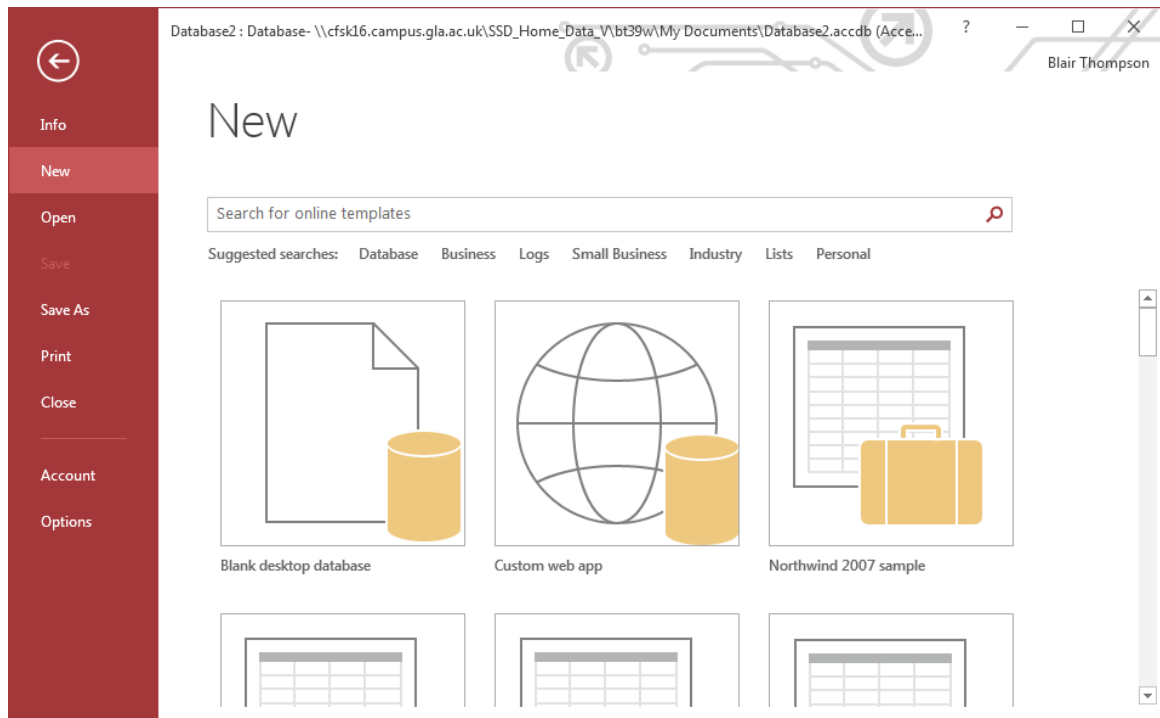 Database2 : Database- \\cfsk16.campus.gla.ac.uk\SSD_Home_Data_V\bt39w\My Documents\Database2.accdb (Acce...
?
Blair Thompson
Info
New
Open
Save
Save As
Print
Close
Account
Options
New
Search for online templates
Suggested searches: Database Business Logs Small Business Industry Lists Personal
Blank desktop database
Custom web app
Northwind 2007 sample